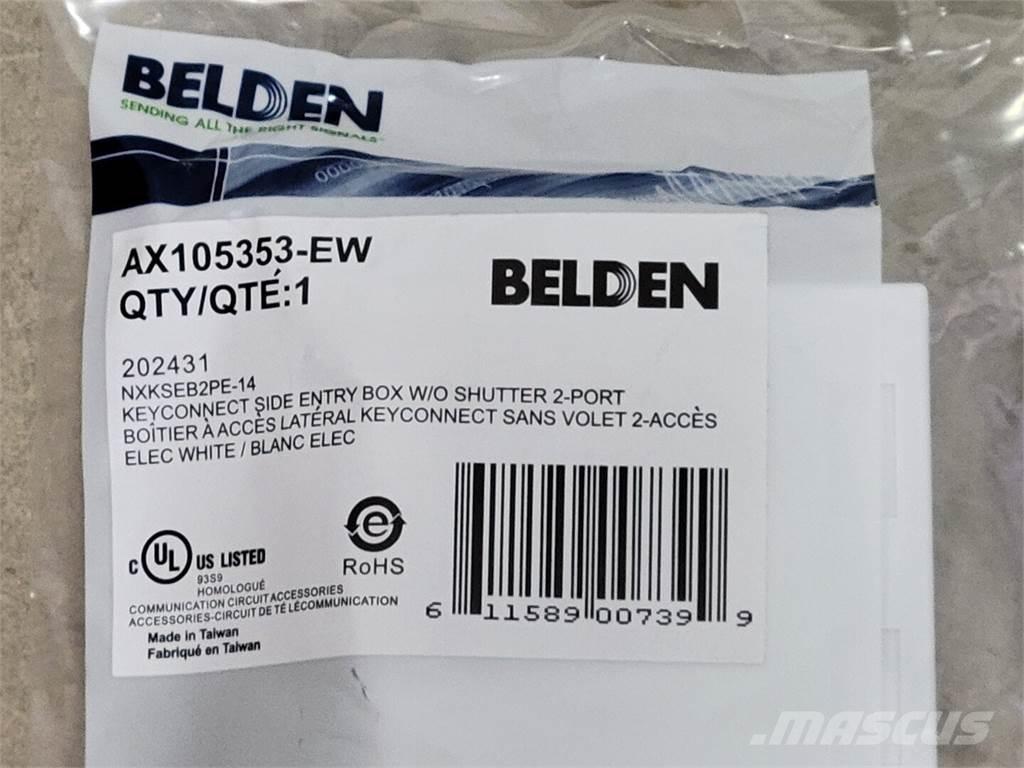 BELDEN
SENDING ALL THE RIGHT SIGNALS
AX105353-EW
QTY/QTÉ:1
BELDEN
202431
NXKSEB2PE-14
KEYCONNECT SIDE ENTRY BOX W/O SHUTTER 2-PORT
BOÎTIER À ACCÈS LATÉRAL KEYCONNECT SANS VOLET 2-ACCÈS
ELEC WHITE / BLANC ELEC
C UL US LISTED
93S9
HOMOLOGUÉ
COMMUNICATION CIRCUIT ACCESSORIES
ACCESSORIES-CIRCUIT DE TÉLÉCOMMUNICATION
Made in Taiwan
Fabriqué en Taiwan
e
RoHS
6 11589 00739 9
.MASCUS